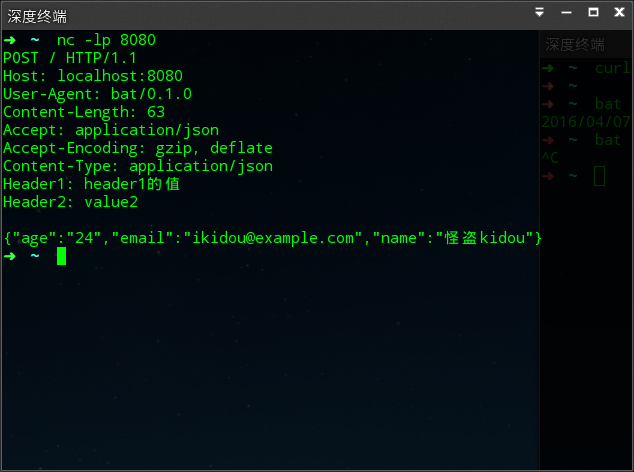 深度终端
➜ ~ nc -lp 8080
POST / HTTP/1.1
Host: localhost:8080
User-Agent: bat/0.1.0
Content-Length: 63
Accept: application/json
Accept-Encoding: gzip, deflate
Content-Type: application/json
Header1: header1的值
Header2: value2
{"age":"24","email":"ikidou@example.com","name":"怪盗kidou"}
➜ ~
深度终端
➜ ~ curl
➜ ~
➜ ~ bat
2016/04/07
➜ ~ bat
^C
➜ ~